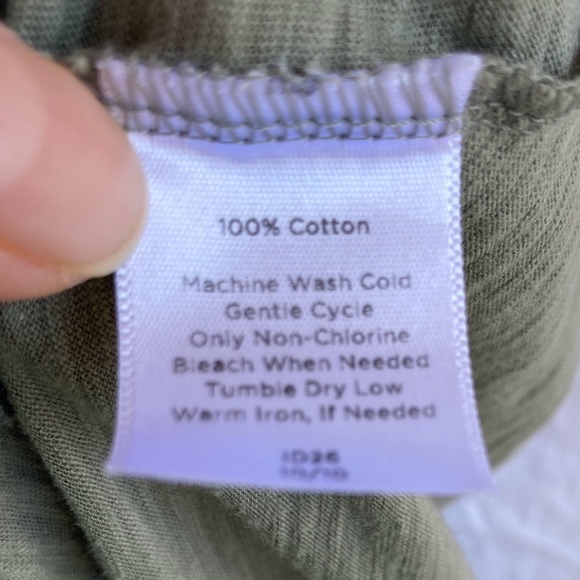 100% Cotton
Machine Wash Cold
Gentle Cycle
Only Non-Chlorine
Bleach When Needed
Tumble Dry Low
Warm Iron, If Needed